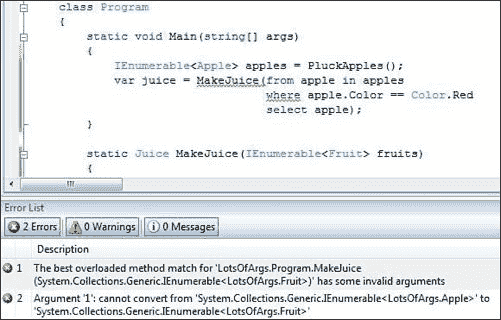 class Program
{
static void Main(string[] args)
{
IEnumerable<Apple> apples = PluckApples();
var juice = MakeJuice(from apple in apples
where apple.Color == Color.Red
select apple);
}
static Juice MakeJuice(IEnumerable<Fruit> fruits)
{
Error List
2 Errors
0 Warnings
0 Messages
Description
1 The best overloaded method match for 'LotsOfArgs.Program.MakeJuice
(System.Collections.Generic.IEnumerable<LotsOfArgs.Fruit>)' has some invalid arguments
2 Argument '1': cannot convert from 'System.Collections.Generic.IEnumerable<LotsOfArgs.Apple>' to
'System.Collections.Generic.IEnumerable<LotsOfArgs.Fruit>'